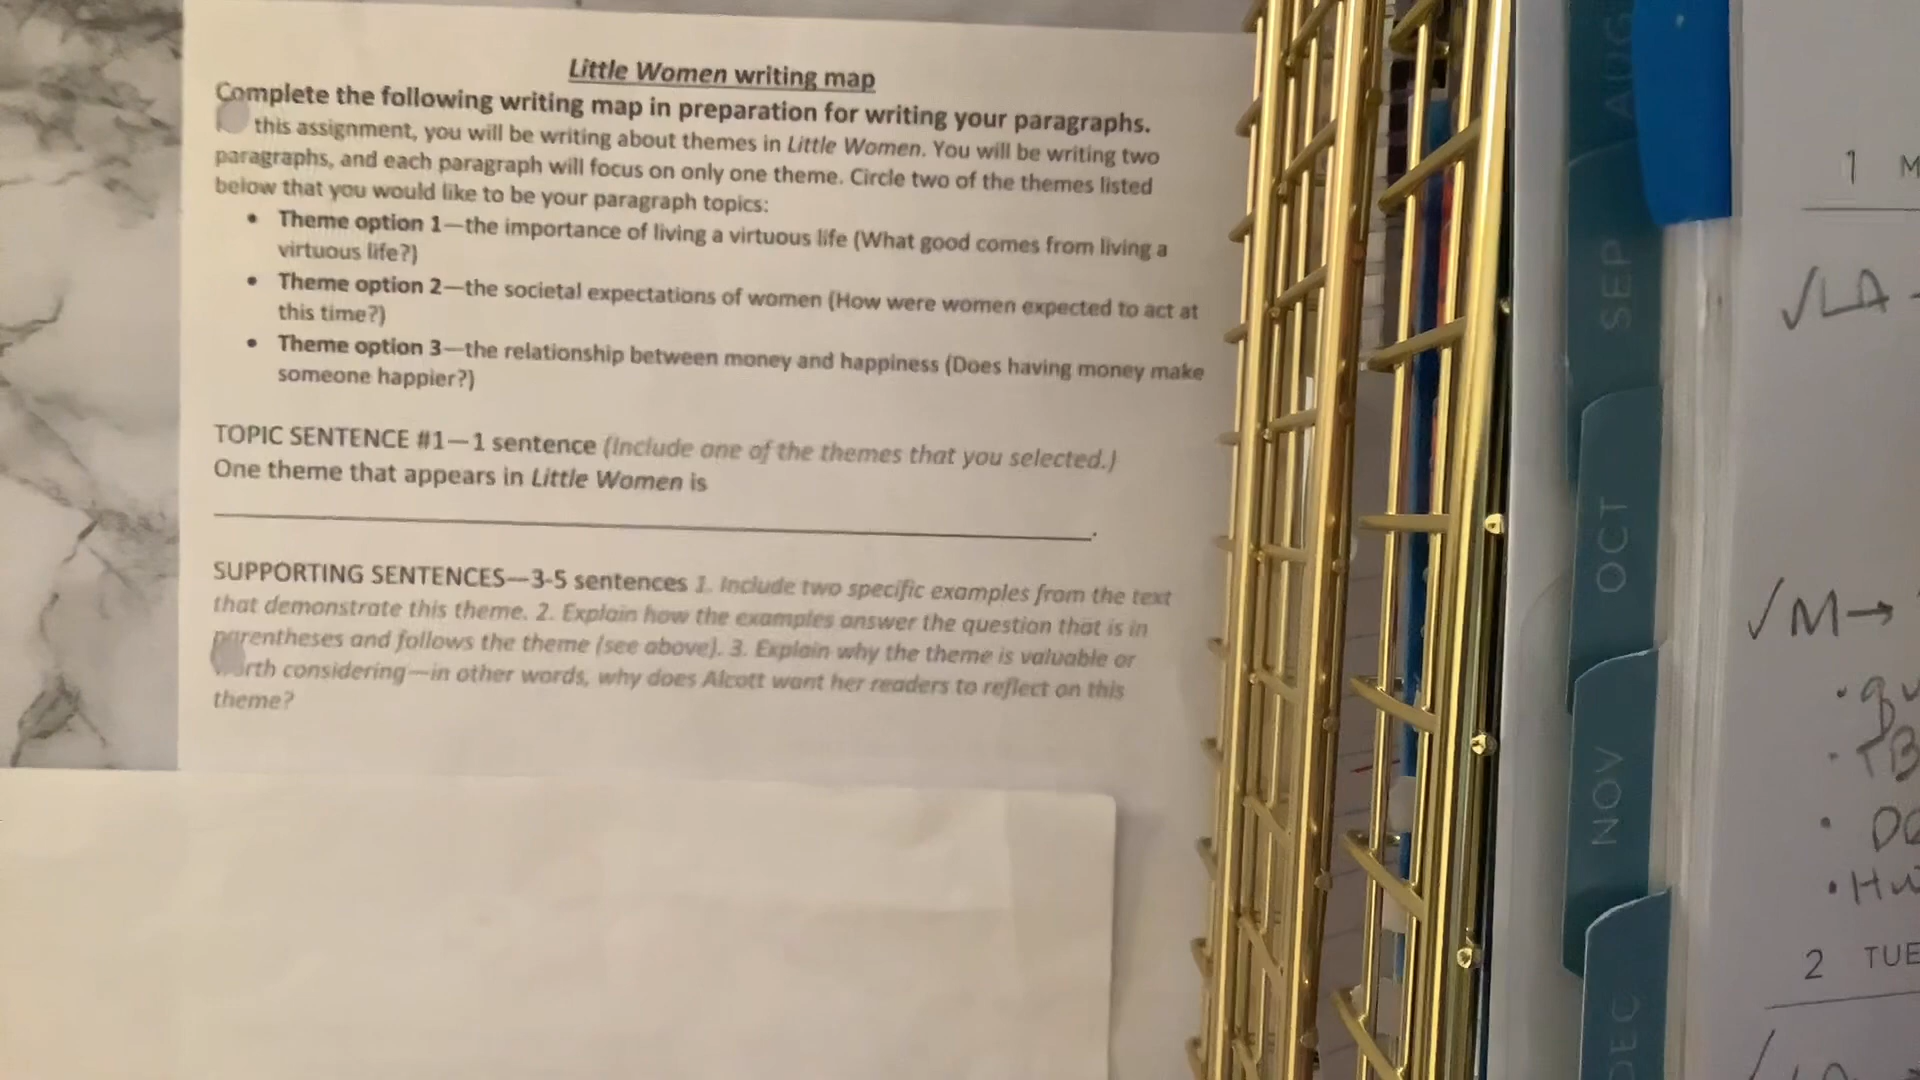 Little Women writing map
Complete the following writing map in preparation for writing your paragraphs.
this assignment, you will be writing about themes in Little Women. You will be writing two
paragraphs, and each paragraph will focus on only one theme. Circle two of the themes listed
below that you would like to be your paragraph topics:
• Theme option 1—the importance of living a virtuous life (What good comes from living a
virtuous life?)
• Theme option 2—the societal expectations of women (How were women expected to act at
this time?)
• Theme option 3—the relationship between money and happiness (Does having money make
someone happier?)
TOPIC SENTENCE #1—1 sentence (Include one of the themes that you selected.)
One theme that appears in Little Women is
.
SUPPORTING SENTENCES—3-5 sentences 1. Include two specific examples from the text
that demonstrate this theme. 2. Explain how the examples answer the question that is in
parentheses and follows the theme (see above). 3. Explain why the theme is valuable or
worth considering—in other words, why does Alcott want her readers to reflect on this
theme?
AUG
SEP
OCT
NOV
DEC
1 M
√LA
√M→
2 TUE